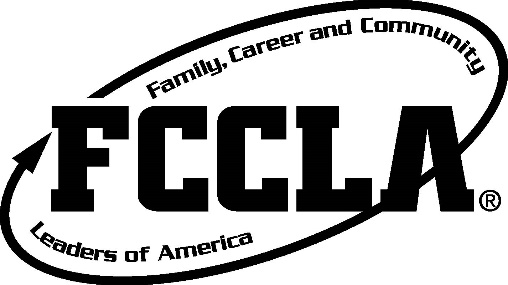 Family, Career and Community
FCCLA®
Leaders of America